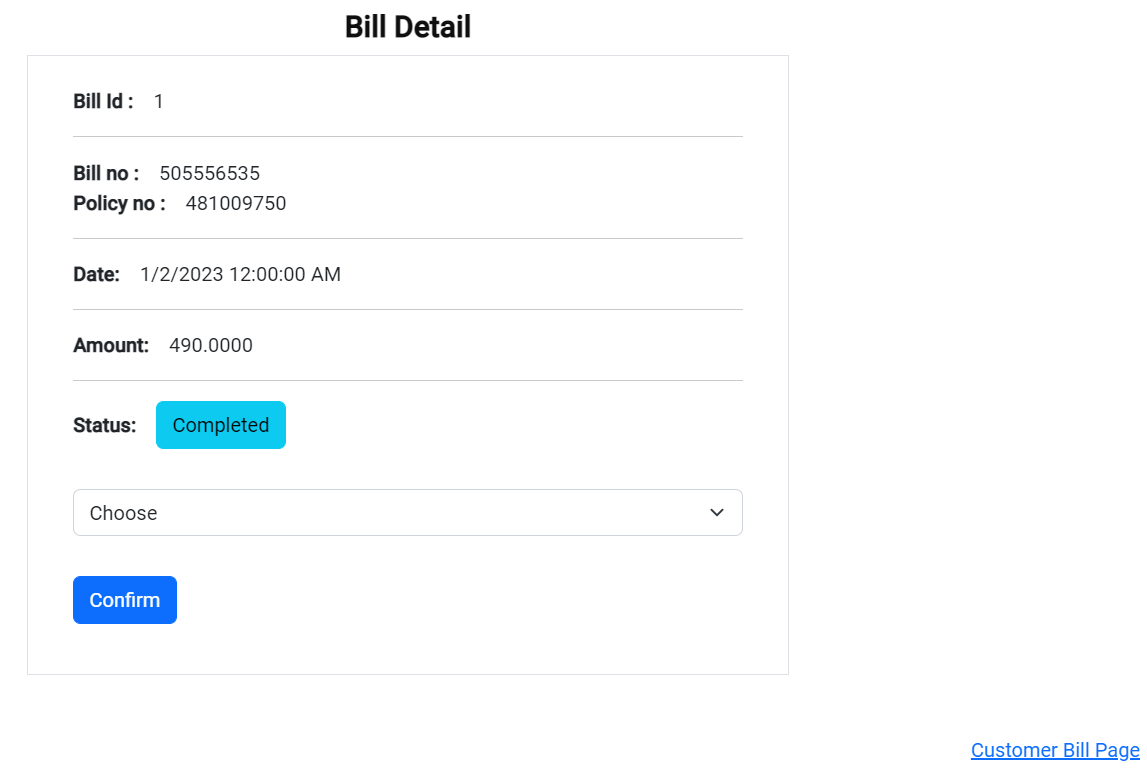 Bill Detail
Bill Id : 1
Bill no : 505556535
Policy no : 481009750
Date: 1/2/2023 12:00:00 AM
Amount: 490.0000
Status: Completed
Choose
Confirm
Customer Bill Page